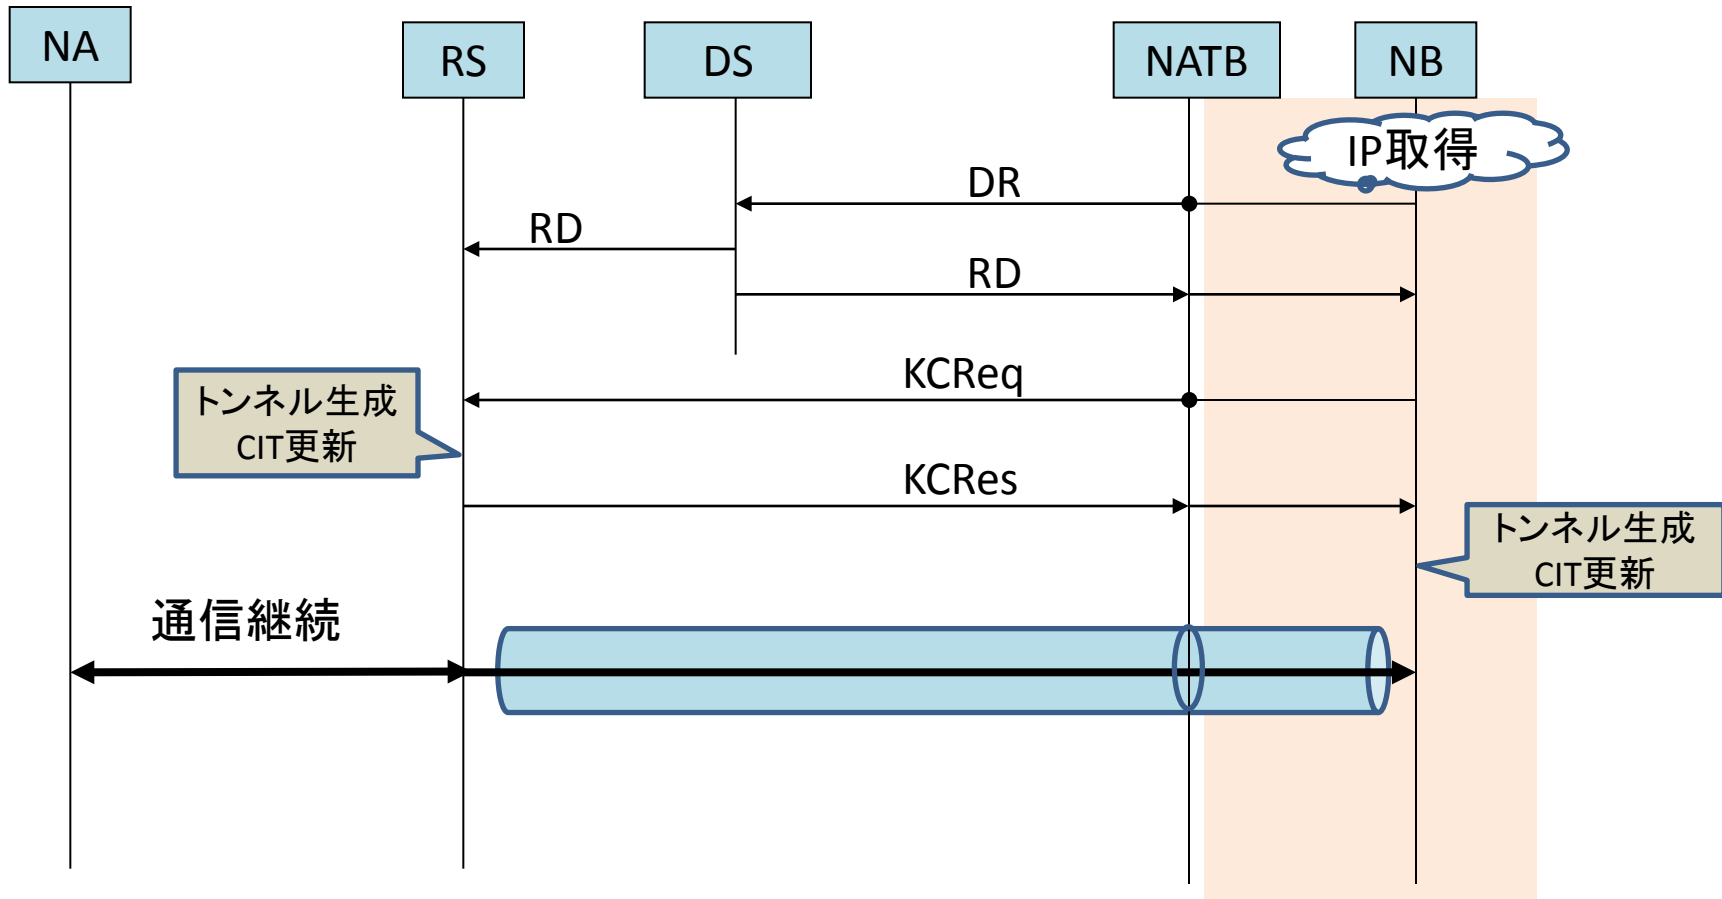 NA
RS
DS
NATB
NB
IP取得
DR
RD
RD
KCReq
トンネル生成
CIT更新
KCRes
トンネル生成
CIT更新
通信継続